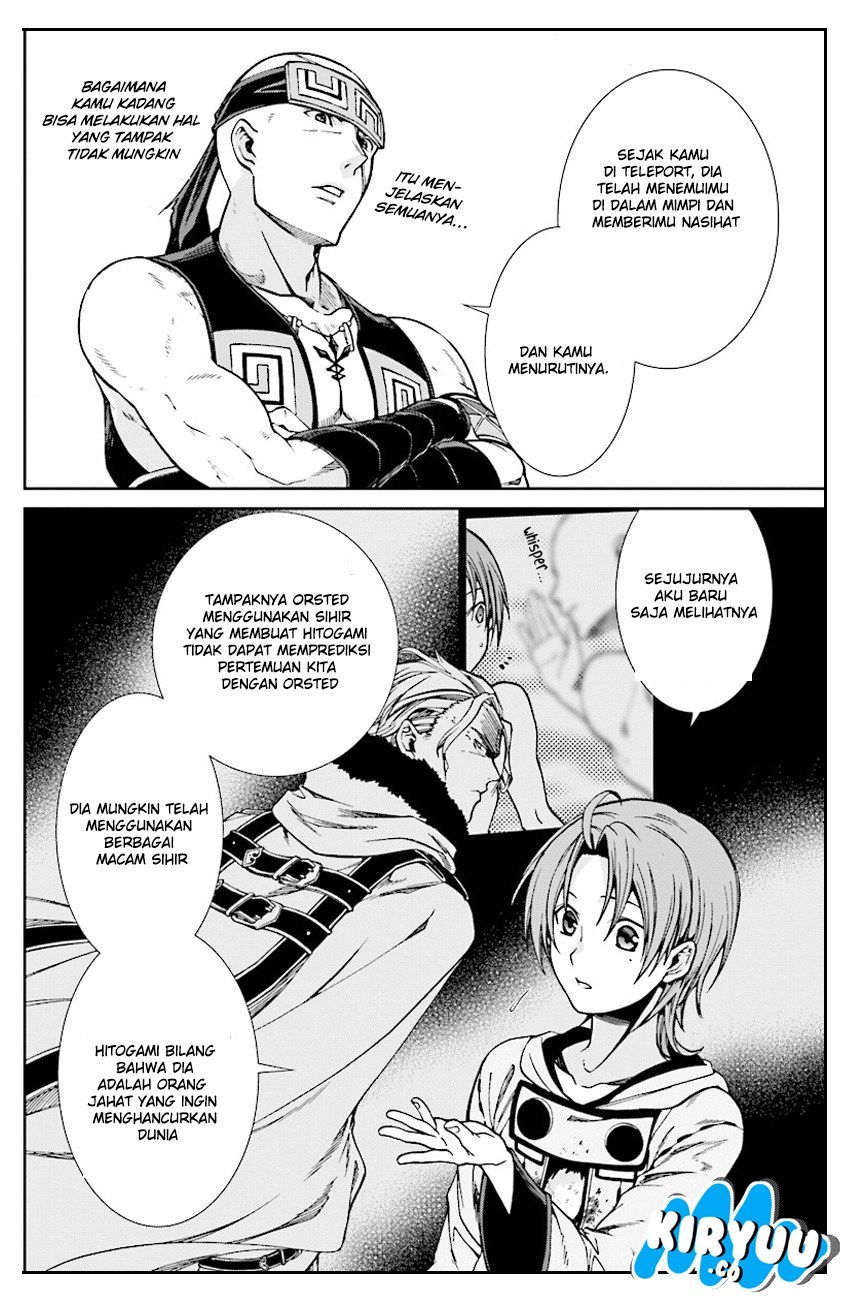 SEJAK KAMU
DI TELEPORT, DIA
TELAH MENEMUIMU
DI DALAM MIMPI DAN
MEMBERIMU NASIHAT
DAN KAMU
MENURUTINYA.
BAGAIMANA
KAMU KADANG
BISA MELAKUKAN HAL
YANG TAMPAK
TIDAK MUNGKIN
ITU MEN-
JELASKAN
SEMUANYA...
SEJUJURNYA
AKU BARU
SAJA MELIHATNYA
whisper...
TAMPAKNYA ORSTED
MENGGUNAKAN SIHIR
YANG MEMBUAT HITOGAMI
TIDAK DAPAT MEMPREDIKSI
PERTEMUAN KITA
DENGAN ORSTED
DIA MUNGKIN TELAH
MENGGUNAKAN
BERBAGAI
MACAM SIHIR
HITOGAMI BILANG
BAHWA DIA
ADALAH ORANG
JAHAT YANG INGIN
MENGHANCURKAN
DUNIA
KIRYUU
.CO